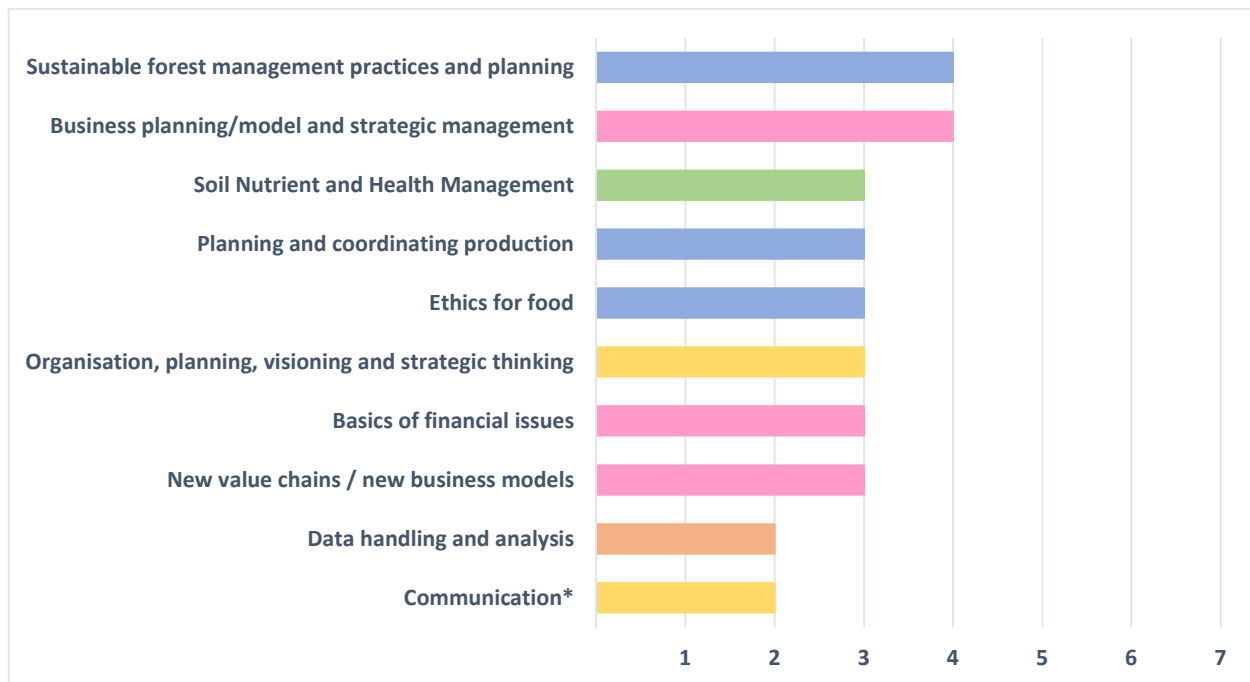 Sustainable forest management practices and planning
Business planning/model and strategic management
Soil Nutrient and Health Management
Planning and coordinating production
Ethics for food
Organisation, planning, visioning and strategic thinking
Basics of financial issues
New value chains / new business models
Data handling and analysis
Communication*
1 2 3 4 5 6 7